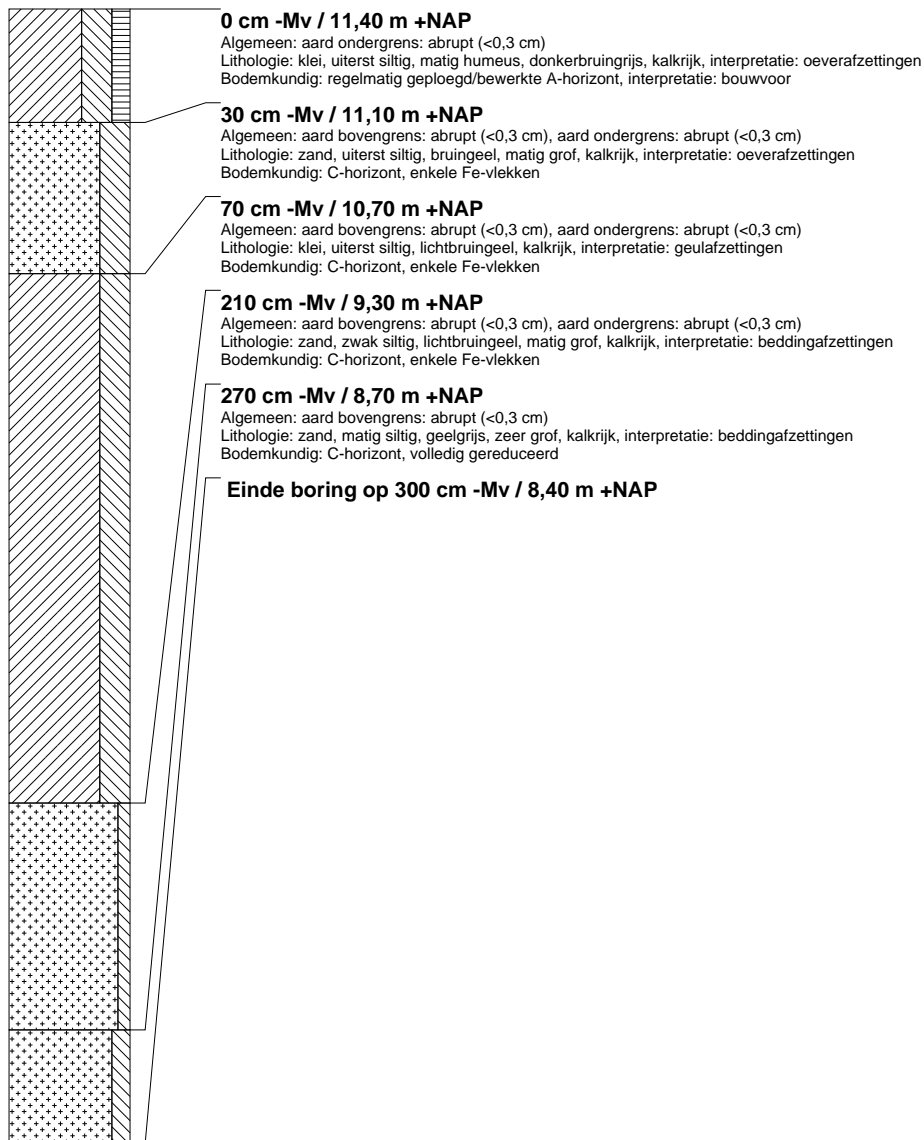 0 cm -Mv / 11,40 m +NAP
Algemeen: aard ondergrens: abrupt (<0,3 cm)
Lithologie: klei, uiterst siltig, matig humeus, donkerbruingrijs, kalkrijk, interpretatie: oeverafzettingen
Bodemkundig: regelmatig geploegd/bewerkte A-horizont, interpretatie: bouwvoor
30 cm -Mv / 11,10 m +NAP
Algemeen: aard bovengrens: abrupt (<0,3 cm), aard ondergrens: abrupt (<0,3 cm)
Lithologie: zand, uiterst siltig, bruingeel, matig grof, kalkrijk, interpretatie: oeverafzettingen
Bodemkundig: C-horizont, enkele Fe-vlekken
70 cm -Mv / 10,70 m +NAP
Algemeen: aard bovengrens: abrupt (<0,3 cm), aard ondergrens: abrupt (<0,3 cm)
Lithologie: klei, uiterst siltig, lichtbruingeel, kalkrijk, interpretatie: geulafzettingen
Bodemkundig: C-horizont, enkele Fe-vlekken
210 cm -Mv / 9,30 m +NAP
Algemeen: aard bovengrens: abrupt (<0,3 cm), aard ondergrens: abrupt (<0,3 cm)
Lithologie: zand, zwak siltig, lichtbruingeel, matig grof, kalkrijk, interpretatie: beddingafzettingen
Bodemkundig: C-horizont, enkele Fe-vlekken
270 cm -Mv / 8,70 m +NAP
Algemeen: aard bovengrens: abrupt (<0,3 cm)
Lithologie: zand, matig siltig, geelgrijs, zeer grof, kalkrijk, interpretatie: beddingafzettingen
Bodemkundig: C-horizont, volledig gereduceerd
Einde boring op 300 cm -Mv / 8,40 m +NAP